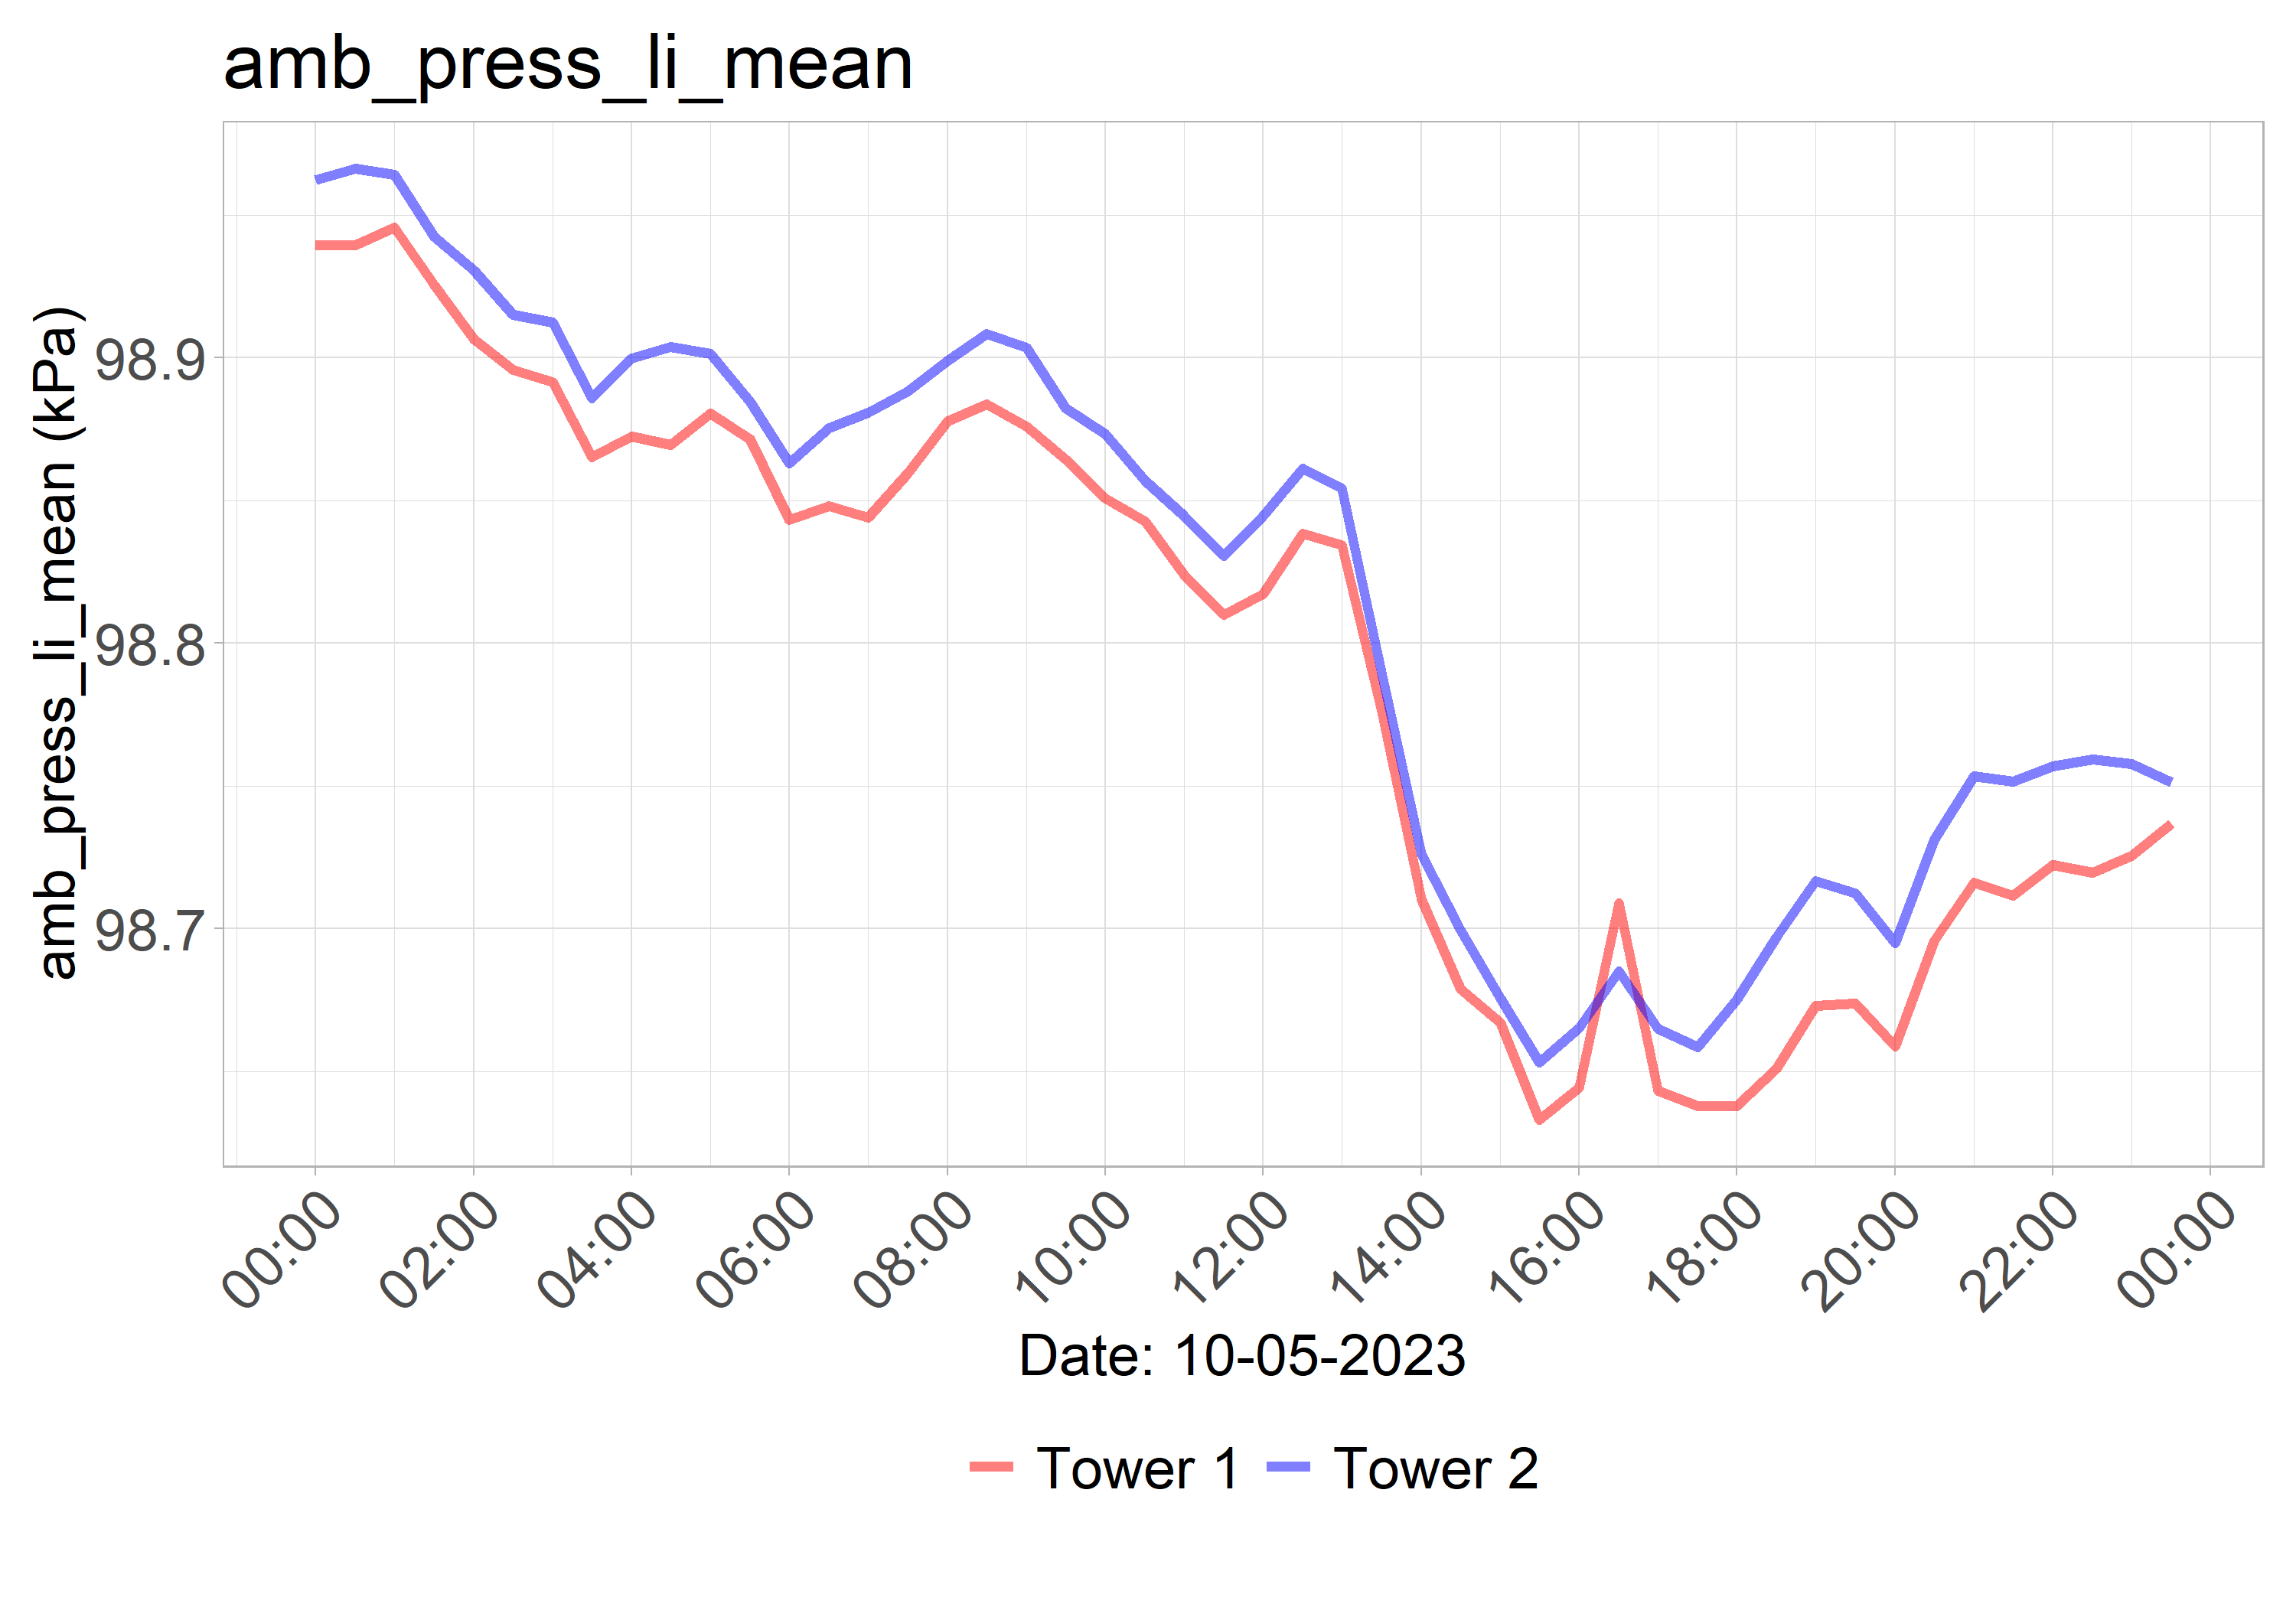 amb_press_li_mean
amb_press_li_mean (kPa)
98.9
98.8
98.7
00:00 02:00 04:00 06:00 08:00 10:00 12:00 14:00 16:00 18:00 20:00 22:00 00:00
Date: 10-05-2023
Tower 1 Tower 2